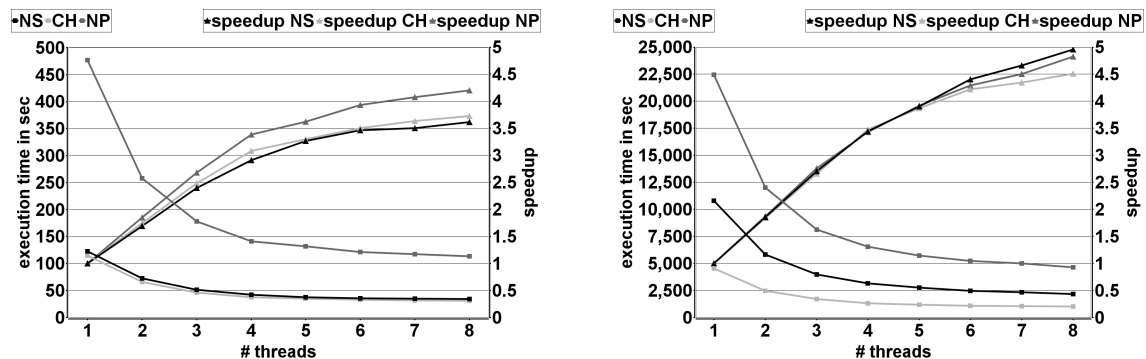 NS CH NP
speedup NS speedup CH speedup NP
500 5
450 4.5
400 4
350 3.5
300 3
250 2.5
200 2
150 1.5
100 1
50 0.5
0 0
1 2 3 4 5 6 7 8
# threads
execution time in sec
speedup
NS CH NP
speedup NS speedup CH speedup NP
25,000 5
22,500 4.5
20,000 4
17,500 3.5
15,000 3
12,500 2.5
10,000 2
7,500 1.5
5,000 1
2,500 0.5
0 0
1 2 3 4 5 6 7 8
# threads
execution time in sec
speedup